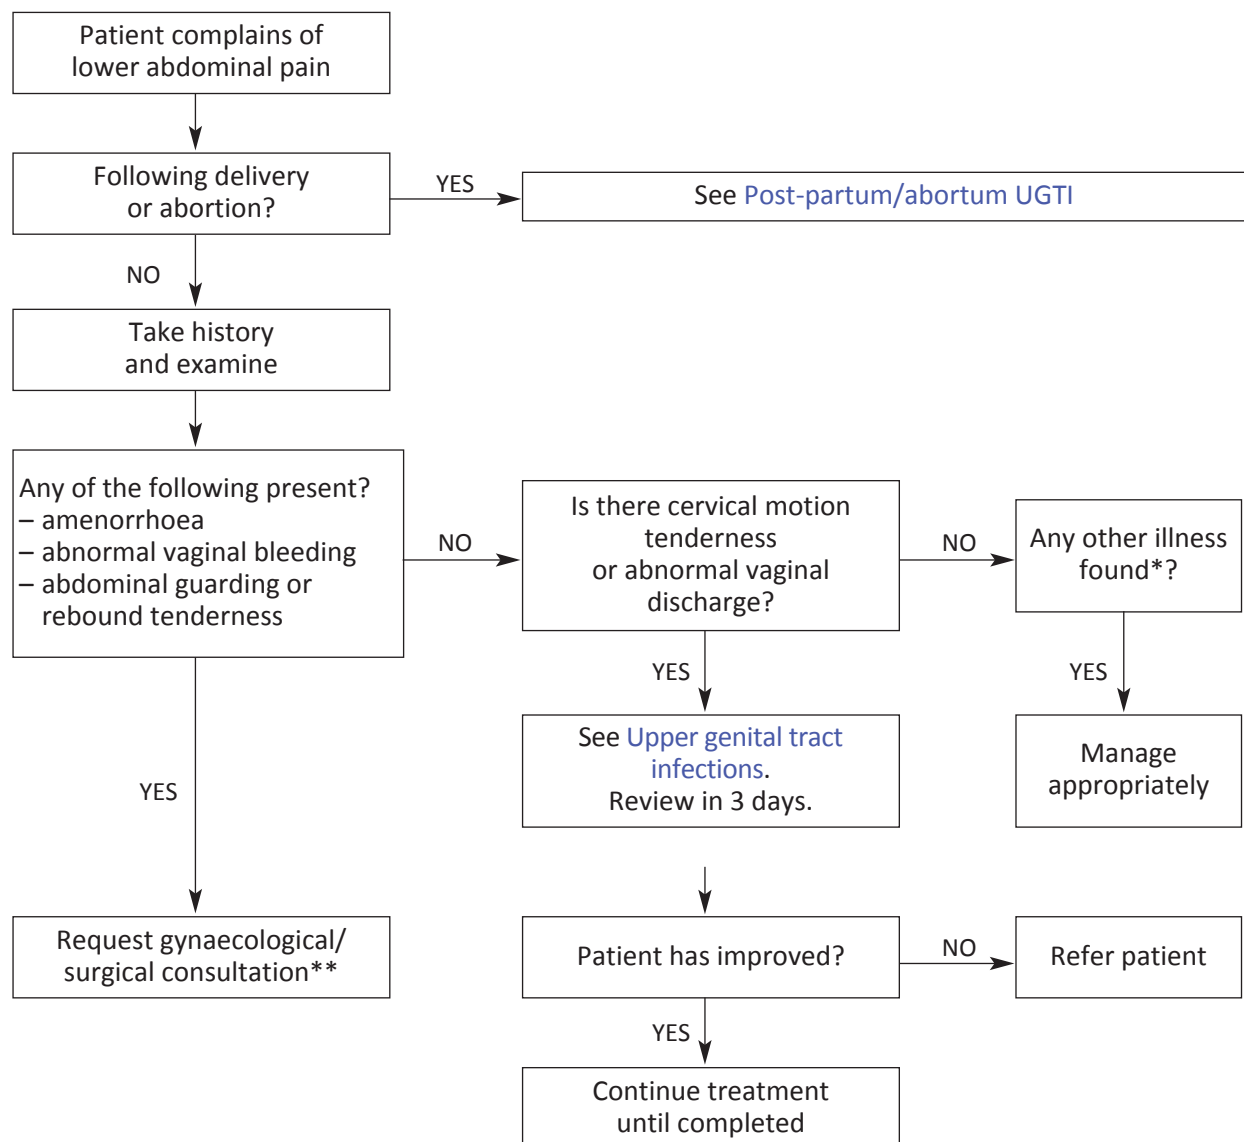 Patient complains of
lower abdominal pain
Following delivery
or abortion?
YES
See Post-partum/abortum UGTI
NO
Take history
and examine
Any of the following present?
– amenorrhoea
– abnormal vaginal bleeding
– abdominal guarding or
rebound tenderness
NO
Is there cervical motion
tenderness
or abnormal vaginal
discharge?
NO
Any other illness
found*?
YES
YES
See Upper genital tract
infections.
Review in 3 days.
Manage
appropriately
YES
Request gynaecological/
surgical consultation**
Patient has improved?
NO
Refer patient
YES
Continue treatment
until completed